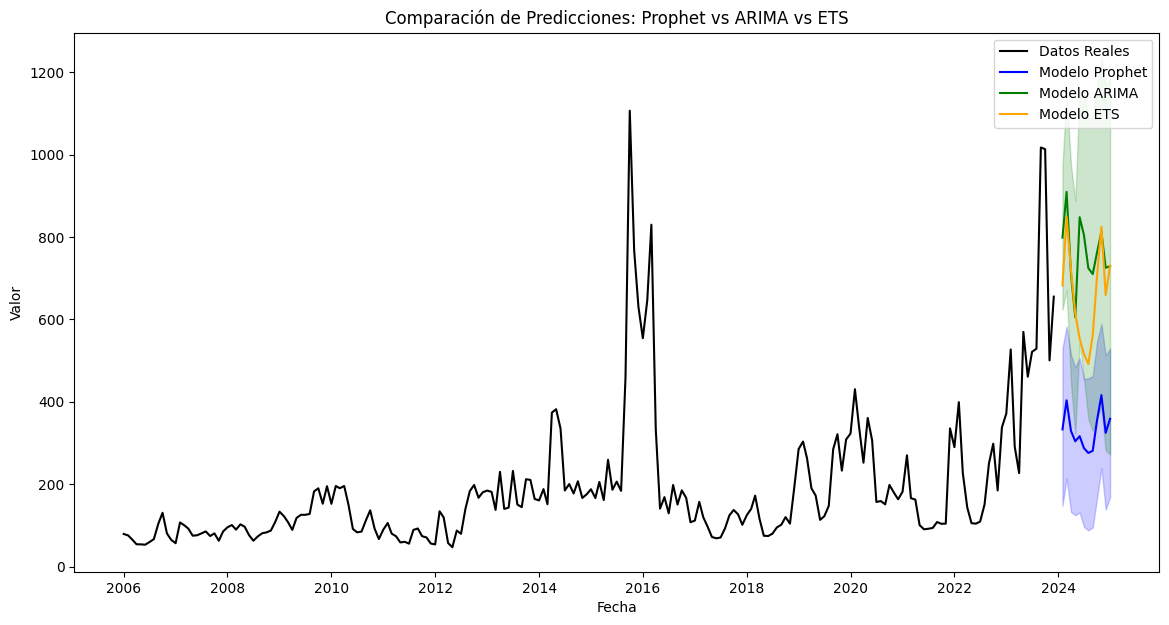 Comparación de Predicciones: Prophet vs ARIMA vs ETS
Datos Reales
Modelo Prophet
Modelo ARIMA
Modelo ETS
Valor
1200
1000
800
600
400
200
0
2006 2008 2010 2012 2014 2016 2018 2020 2022 2024
Fecha